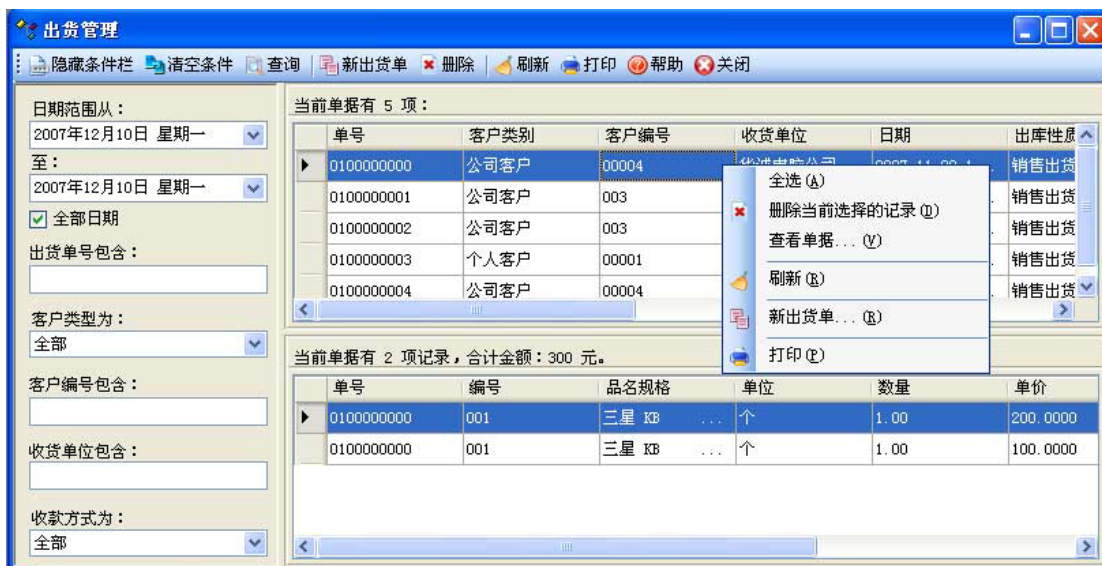 出货管理
隐藏条件栏 清空条件 查询 新出货单 删除 刷新 打印 帮助 关闭
日期范围从：
2007年12月10日 星期一
至：
2007年12月10日 星期一
全部日期
出货单号包含：
客户类型为：
全部
客户编号包含：
收货单位包含：
收款方式为：
全部
当前单据有 5 项：
单号 客户类别 客户编号 收货单位 日期 出库性质
0100000000 公司客户 00004 华诚电脑公司 销售出货
0100000001 公司客户 003 销售出货
0100000002 公司客户 003 销售出货
0100000003 个人客户 00001 销售出货
0100000004 公司客户 00004 销售出货
全选(A)
删除当前选择的记录(D)
查看单据...(V)
刷新(R)
新出货单...(R)
打印(P)
当前单据有 2 项记录，合计金额：300 元。
单号 编号 品名规格 单位 数量 单价
0100000000 001 三星 KB ... 个 1.00 200.0000
0100000000 001 三星 KB ... 个 1.00 100.0000